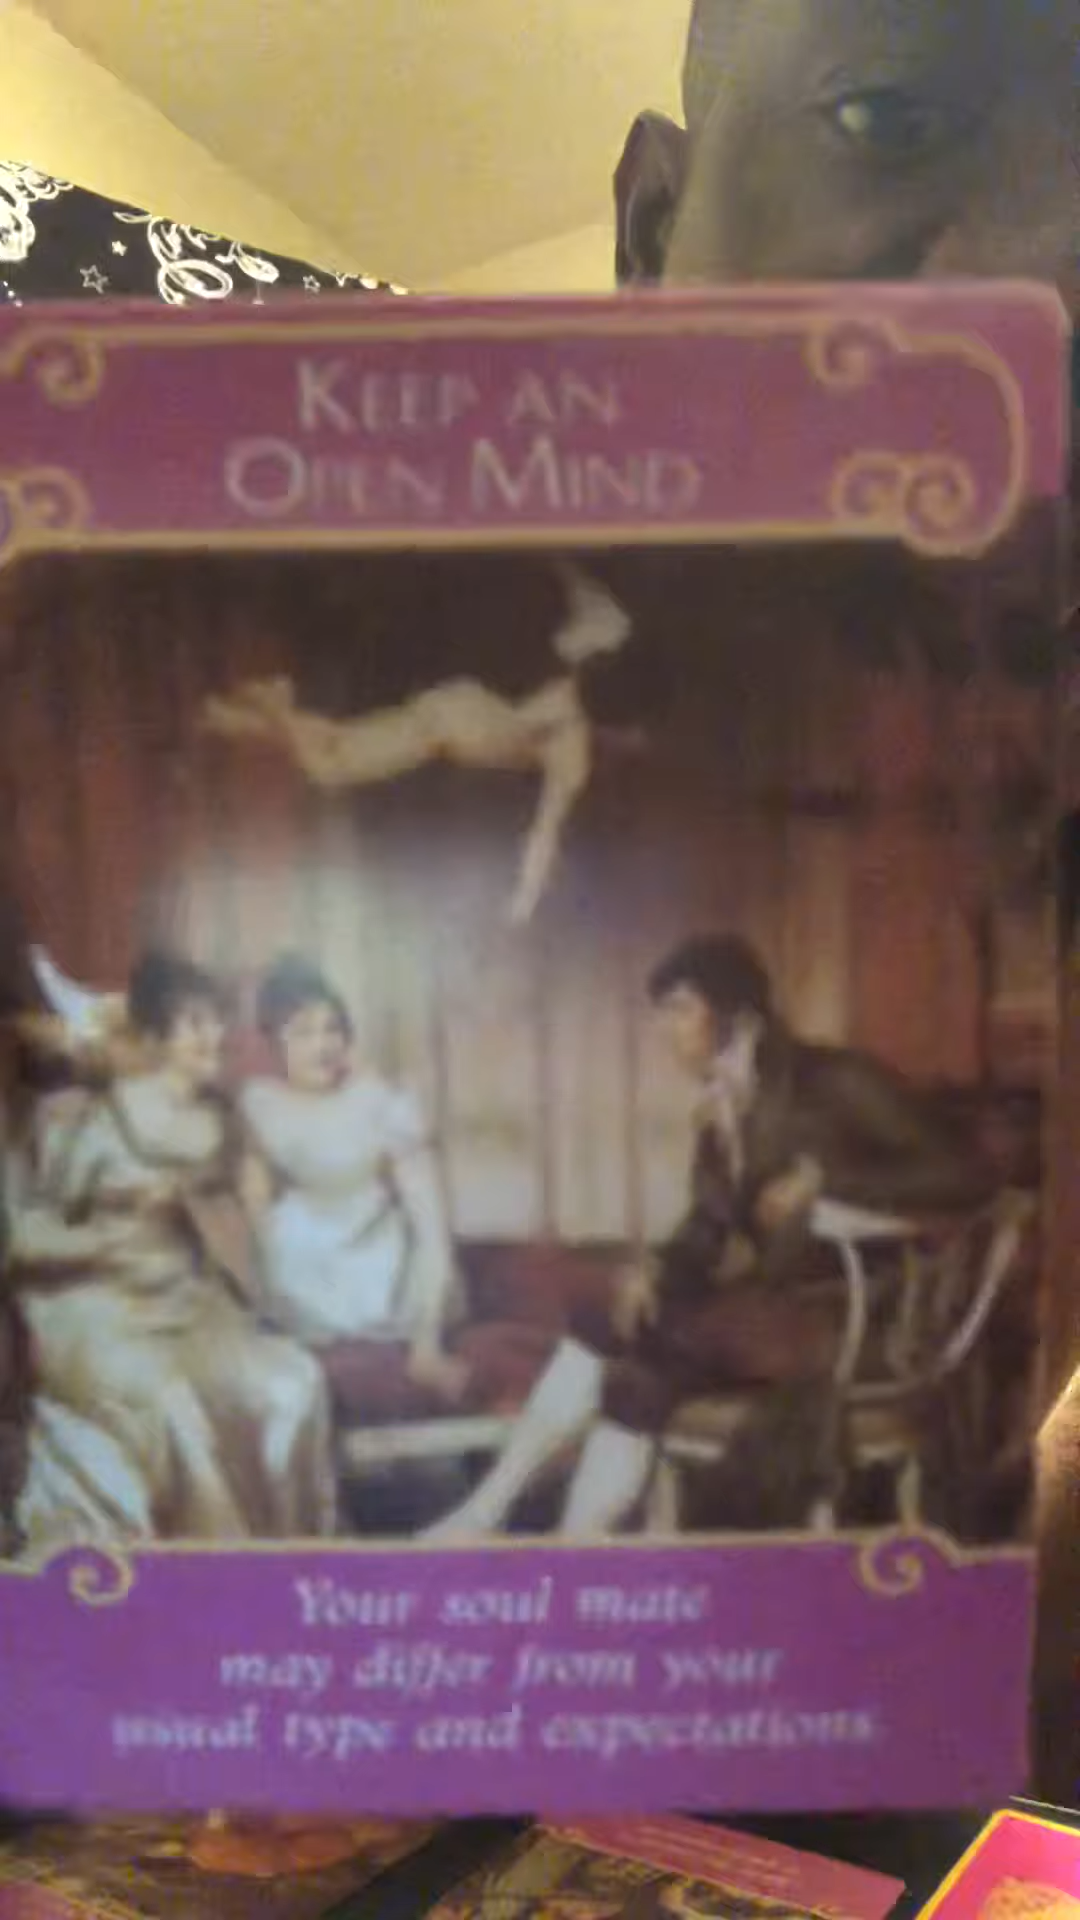 KEEP AN
OPEN MIND
Your soul mate
may differ from your
usual type and expectations